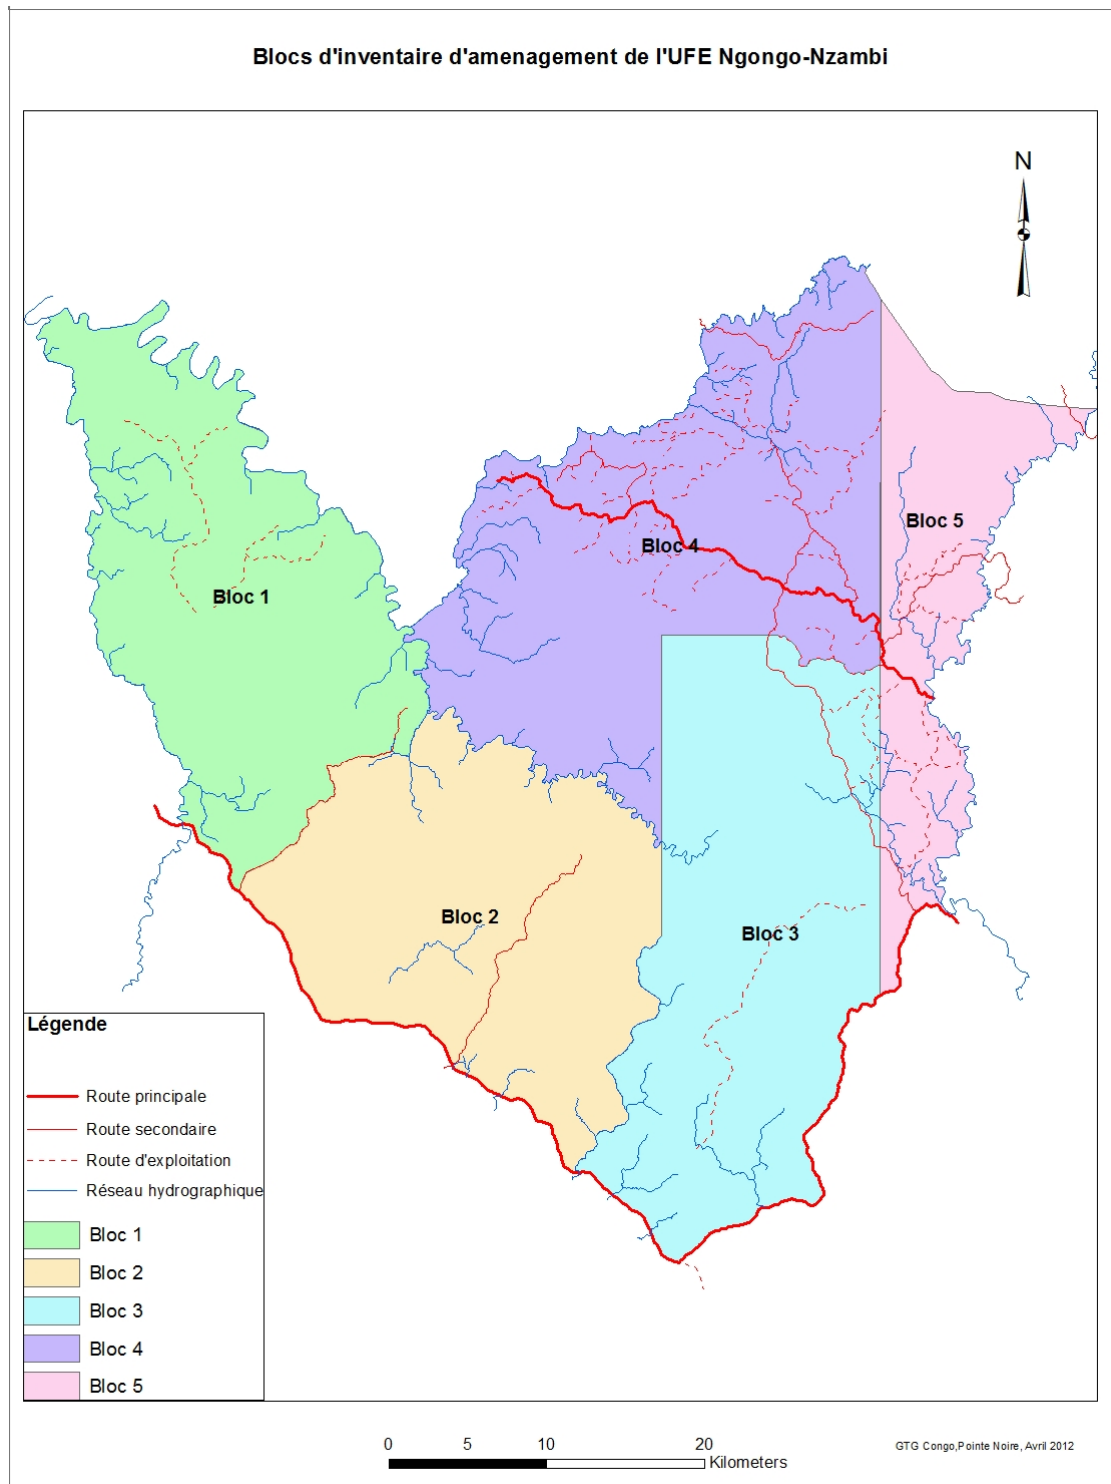 Blocs d'inventaire d'amenagement de l'UFE Ngongo-Nzambi
N
Bloc 5
Bloc 4
Bloc 1
Bloc 2
Bloc 3
Légende
Route principale
Route secondaire
Route d'exploitation
Réseau hydrographique
Bloc 1
Bloc 2
Bloc 3
Bloc 4
Bloc 5
0 5 10 20
Kilometers
GTG Congo,Pointe Noire, Avril 2012